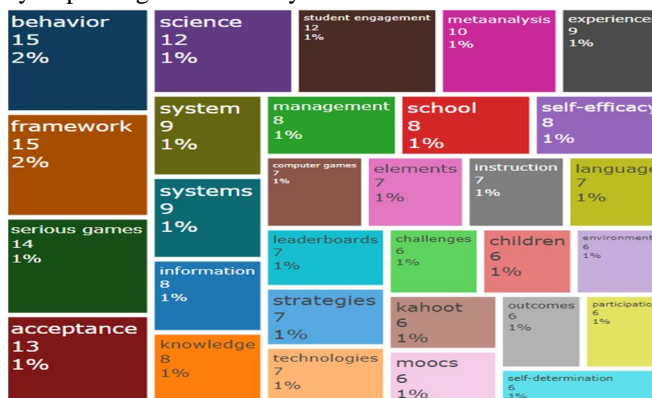 behavior
15
2%
framework
15
2%
serious games
14
1%
acceptance
13
1%
science
12
1%
system
9
1%
systems
9
1%
information
8
1%
knowledge
8
1%
student engagement
12
1%
metaanalysis
10
1%
experiences
9
1%
management
8
1%
school
8
1%
self-efficacy
8
1%
computer games
7
1%
elements
7
1%
instruction
7
1%
language
7
1%
leaderboards
7
1%
challenges
6
1%
children
6
1%
environment
6
1%
strategies
7
1%
kahoot
6
1%
outcomes
6
1%
participatio
6
1%
technologies
7
1%
moocs
6
1%
self-determination
6
1%